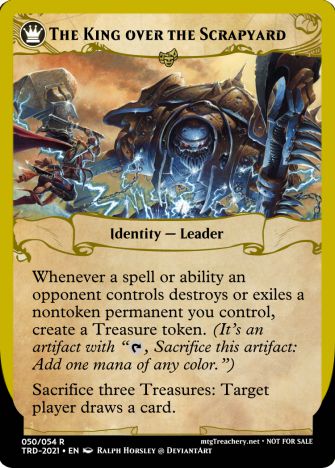 THE KING OVER THE SCRAPYARD
Identity — Leader
Whenever a spell or ability an
opponent controls destroys or exiles a
nontoken permanent you control,
create a Treasure token. (It's an
artifact with “, Sacrifice this artifact:
Add one mana of any color.”)
Sacrifice three Treasures: Target
player draws a card.
050/054 R
TRD-2021 • EN RALPH HORSLEY @ DEVIANTART
mtgTreachery.net • NOT FOR SALE